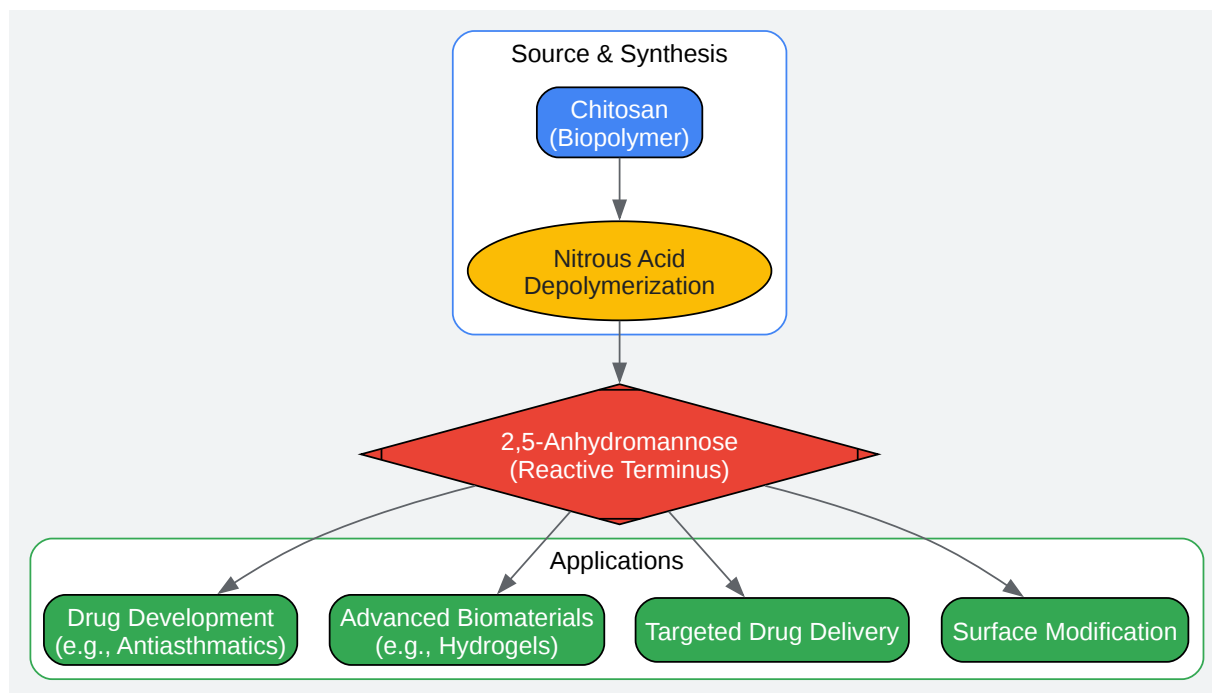 Source & Synthesis
Chitosan
(Biopolymer)
Nitrous Acid
Depolymerization
2,5-Anhydromannose
(Reactive Terminus)
Applications
Drug Development
(e.g., Antiasthmatics)
Advanced Biomaterials
(e.g., Hydrogels)
Targeted Drug Delivery
Surface Modification